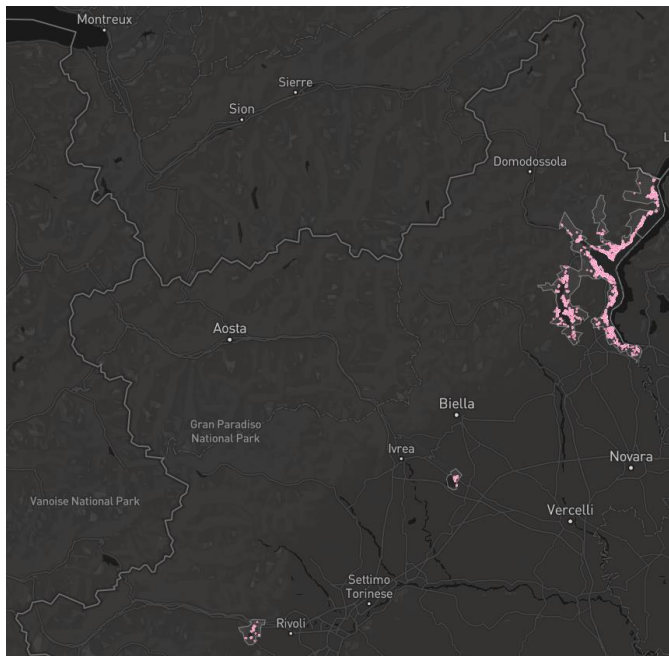 Montreux
Sierre
Sion
Domodossola
L
Aosta
Biella
Gran Paradiso
National Park
Ivrea
Novara
Vanoise National Park
Vercelli
Settimo
Torinese
Rivoli